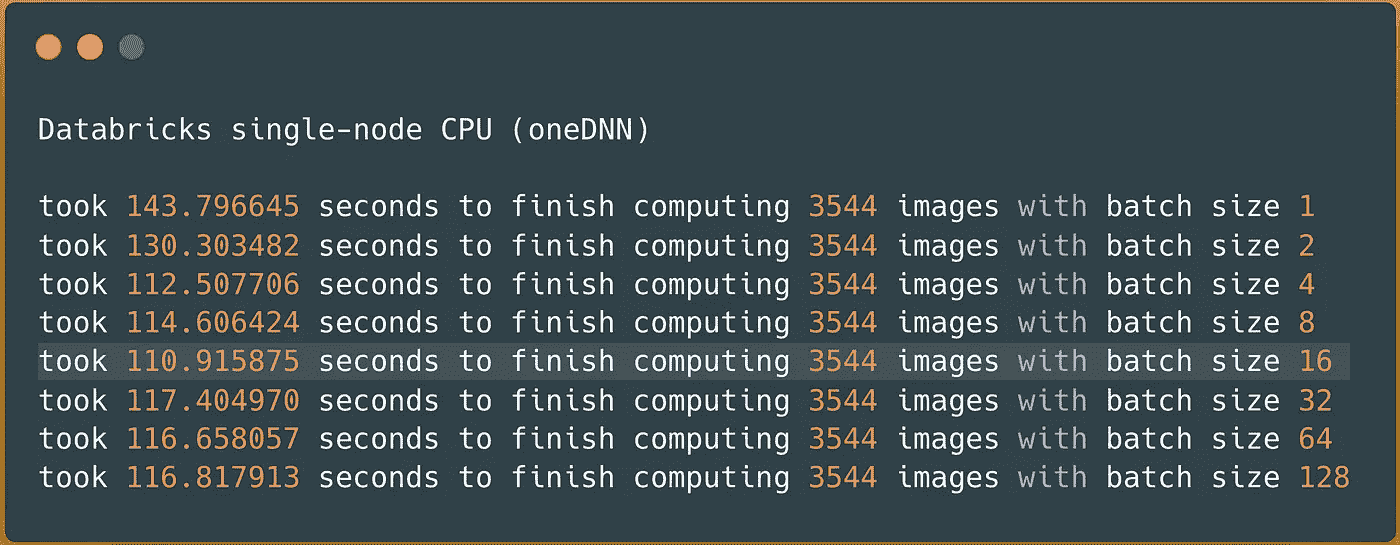 Databricks single-node CPU (oneDNN)
took 143.796645 seconds to finish computing 3544 images with batch size 1
took 130.303482 seconds to finish computing 3544 images with batch size 2
took 112.507706 seconds to finish computing 3544 images with batch size 4
took 114.606424 seconds to finish computing 3544 images with batch size 8
took 110.915875 seconds to finish computing 3544 images with batch size 16
took 117.404970 seconds to finish computing 3544 images with batch size 32
took 116.658057 seconds to finish computing 3544 images with batch size 64
took 116.817913 seconds to finish computing 3544 images with batch size 128